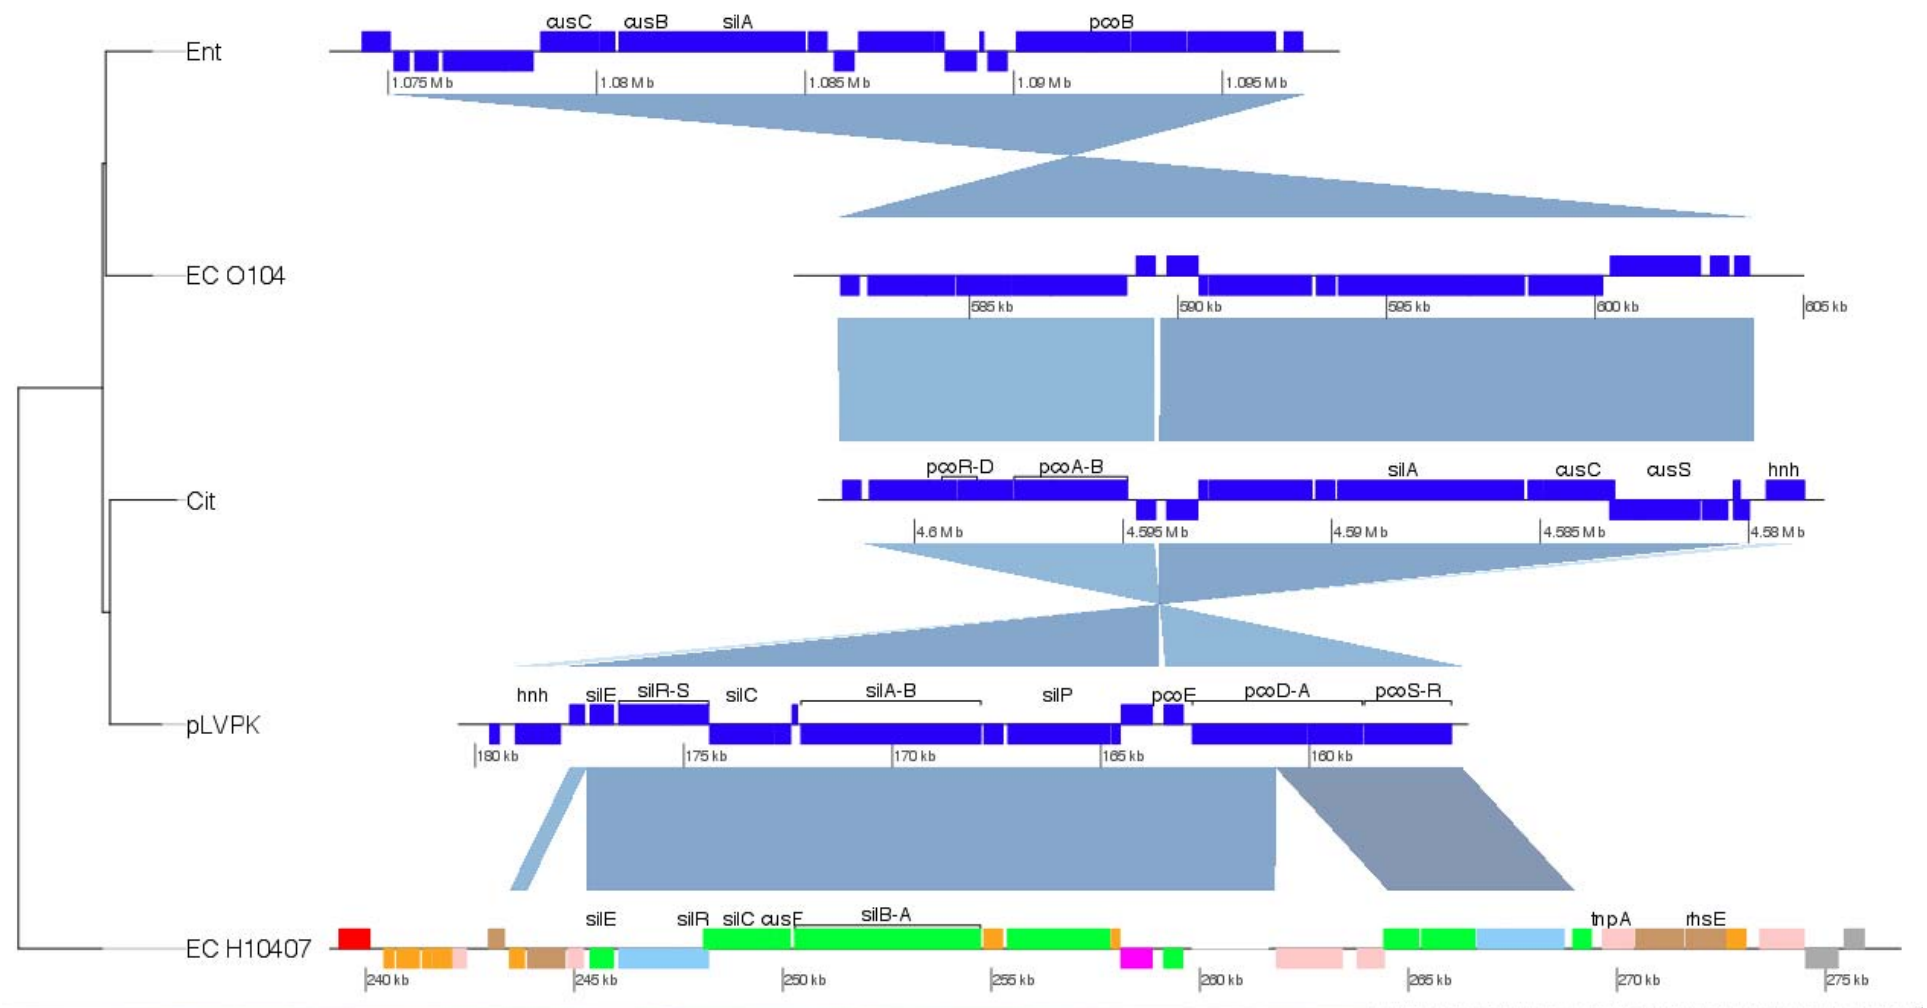 cusC cusB silA pcoB
Ent
1.075 Mb 1.08 Mb 1.085 Mb 1.09 Mb 1.095 Mb
EC O104
585 kb 590 kb 595 kb 600 kb 605 kb
pcoR-D pcoA-B silA cusC cusS hnh
Cit
4.6 Mb 4.595 Mb 4.59 Mb 4.585 Mb 4.58 Mb
hnh silE silR-S silC silA-B silP pcoE pcoD-A pcoS-R
pLVPK
180 kb 175 kb 170 kb 165 kb 160 kb
silE silR silC cusF silB-A tnpA rhsE
EC H10407
240 kb 245 kb 250 kb 255 kb 260 kb 265 kb 270 kb 275 kb